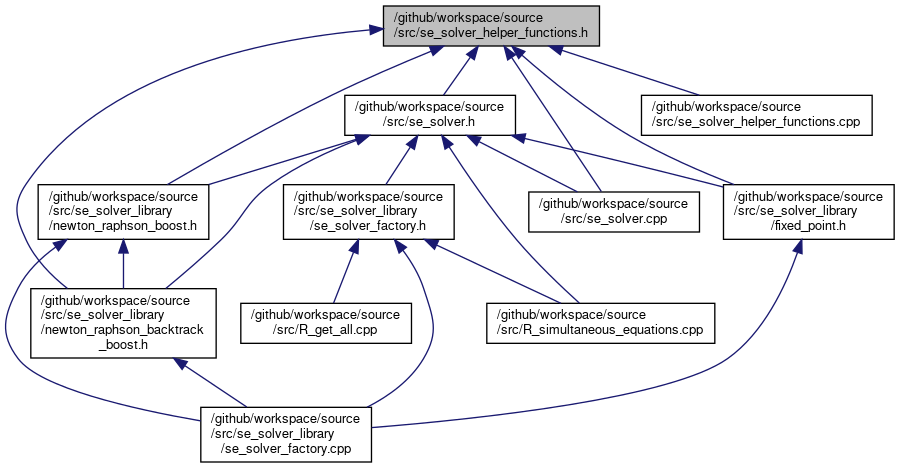 /github/workspace/source
/src/se_solver_helper_functions.h
/github/workspace/source
/src/se_solver.h
/github/workspace/source
/src/se_solver_helper_functions.cpp
/github/workspace/source
/src/se_solver_library
/newton_raphson_boost.h
/github/workspace/source
/src/se_solver_library
/se_solver_factory.h
/github/workspace/source
/src/se_solver.cpp
/github/workspace/source
/src/se_solver_library
/fixed_point.h
/github/workspace/source
/src/se_solver_library
/newton_raphson_backtrack
_boost.h
/github/workspace/source
/src/R_get_all.cpp
/github/workspace/source
/src/R_simultaneous_equations.cpp
/github/workspace/source
/src/se_solver_library
/se_solver_factory.cpp